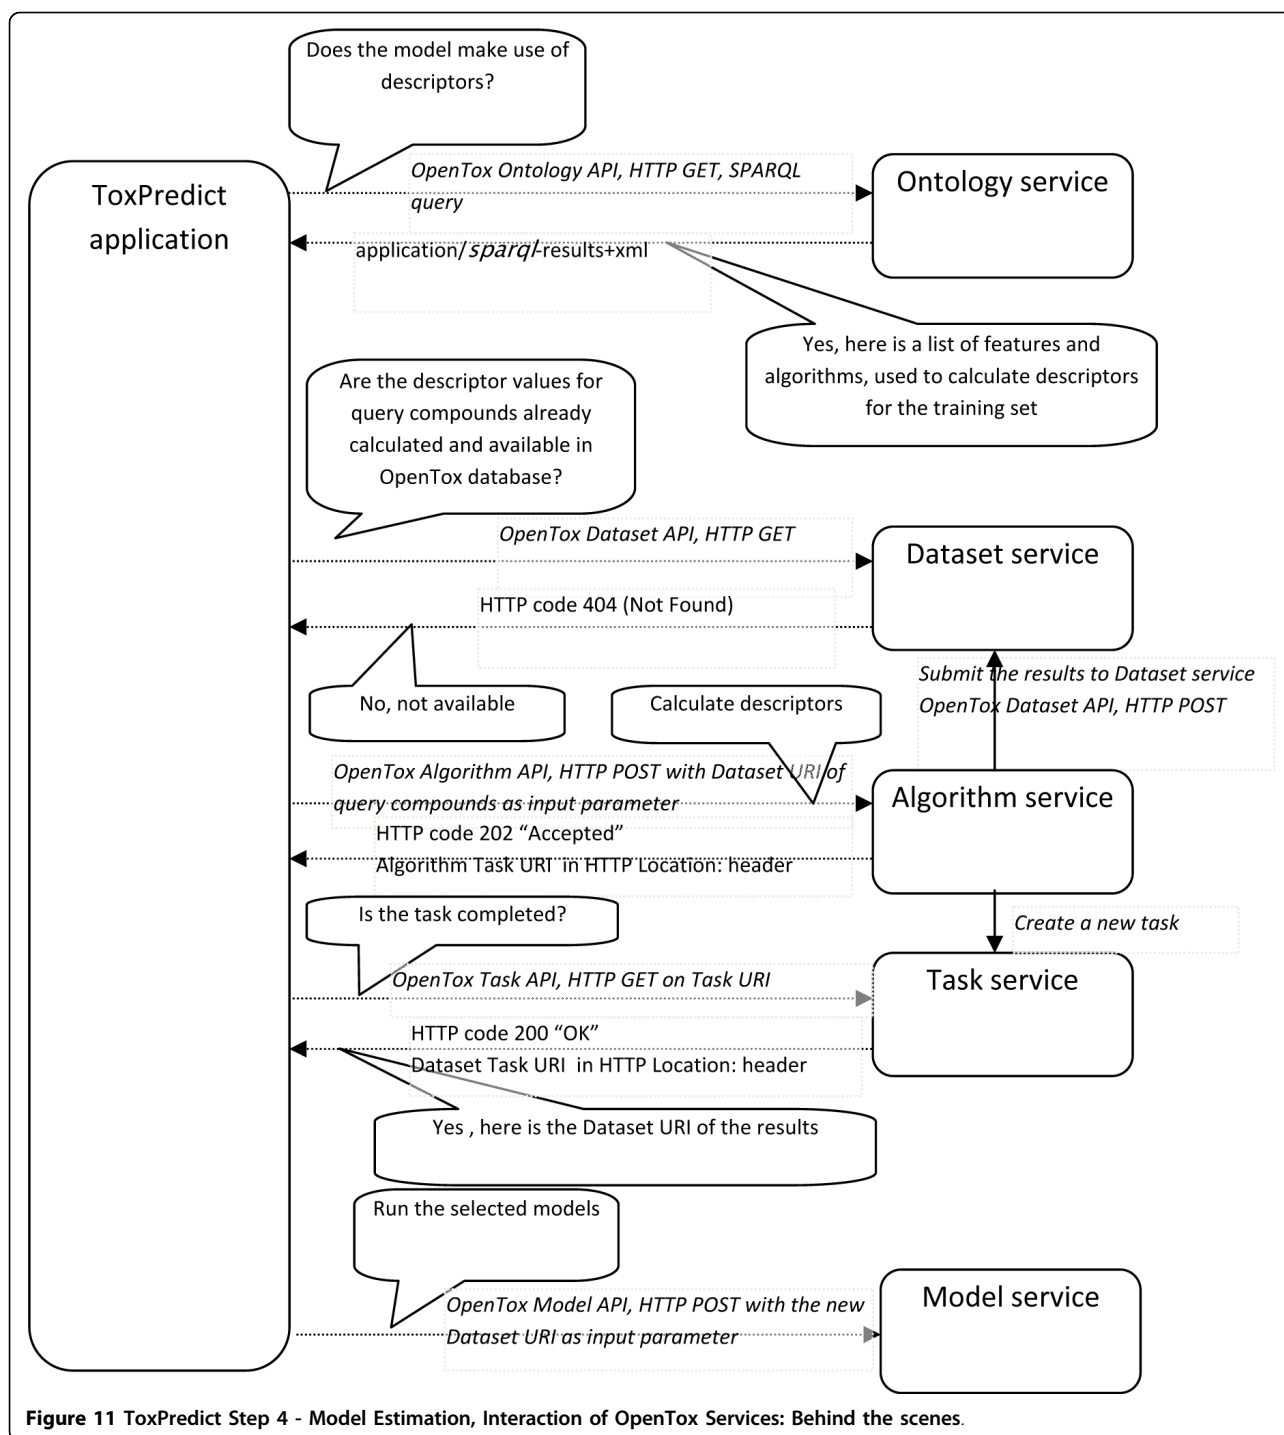 Does the model make use of
descriptors?
ToxPredict
application
OpenTox Ontology API, HTTP GET, SPARQL
query
Ontology service
application/sparql-results+xml
Yes, here is a list of features and
algorithms, used to calculate descriptors
for the training set
Are the descriptor values for
query compounds already
calculated and available in
OpenTox database?
OpenTox Dataset API, HTTP GET
Dataset service
HTTP code 404 (Not Found)
No, not available
Calculate descriptors
Submit the results to Dataset service
OpenTox Dataset API, HTTP POST
OpenTox Algorithm API, HTTP POST with Dataset URI of
query compounds as input parameter
Algorithm service
HTTP code 202 “Accepted”
Algorithm Task URI  in HTTP Location: header
Is the task completed?
Create a new task
OpenTox Task API, HTTP GET on Task URI
Task service
HTTP code 200 “OK”
Dataset Task URI  in HTTP Location: header
Yes , here is the Dataset URI of the results
Run the selected models
OpenTox Model API, HTTP POST with the new
Dataset URI as input parameter
Model service
Figure 11 ToxPredict Step 4 - Model Estimation, Interaction of OpenTox Services: Behind the scenes.